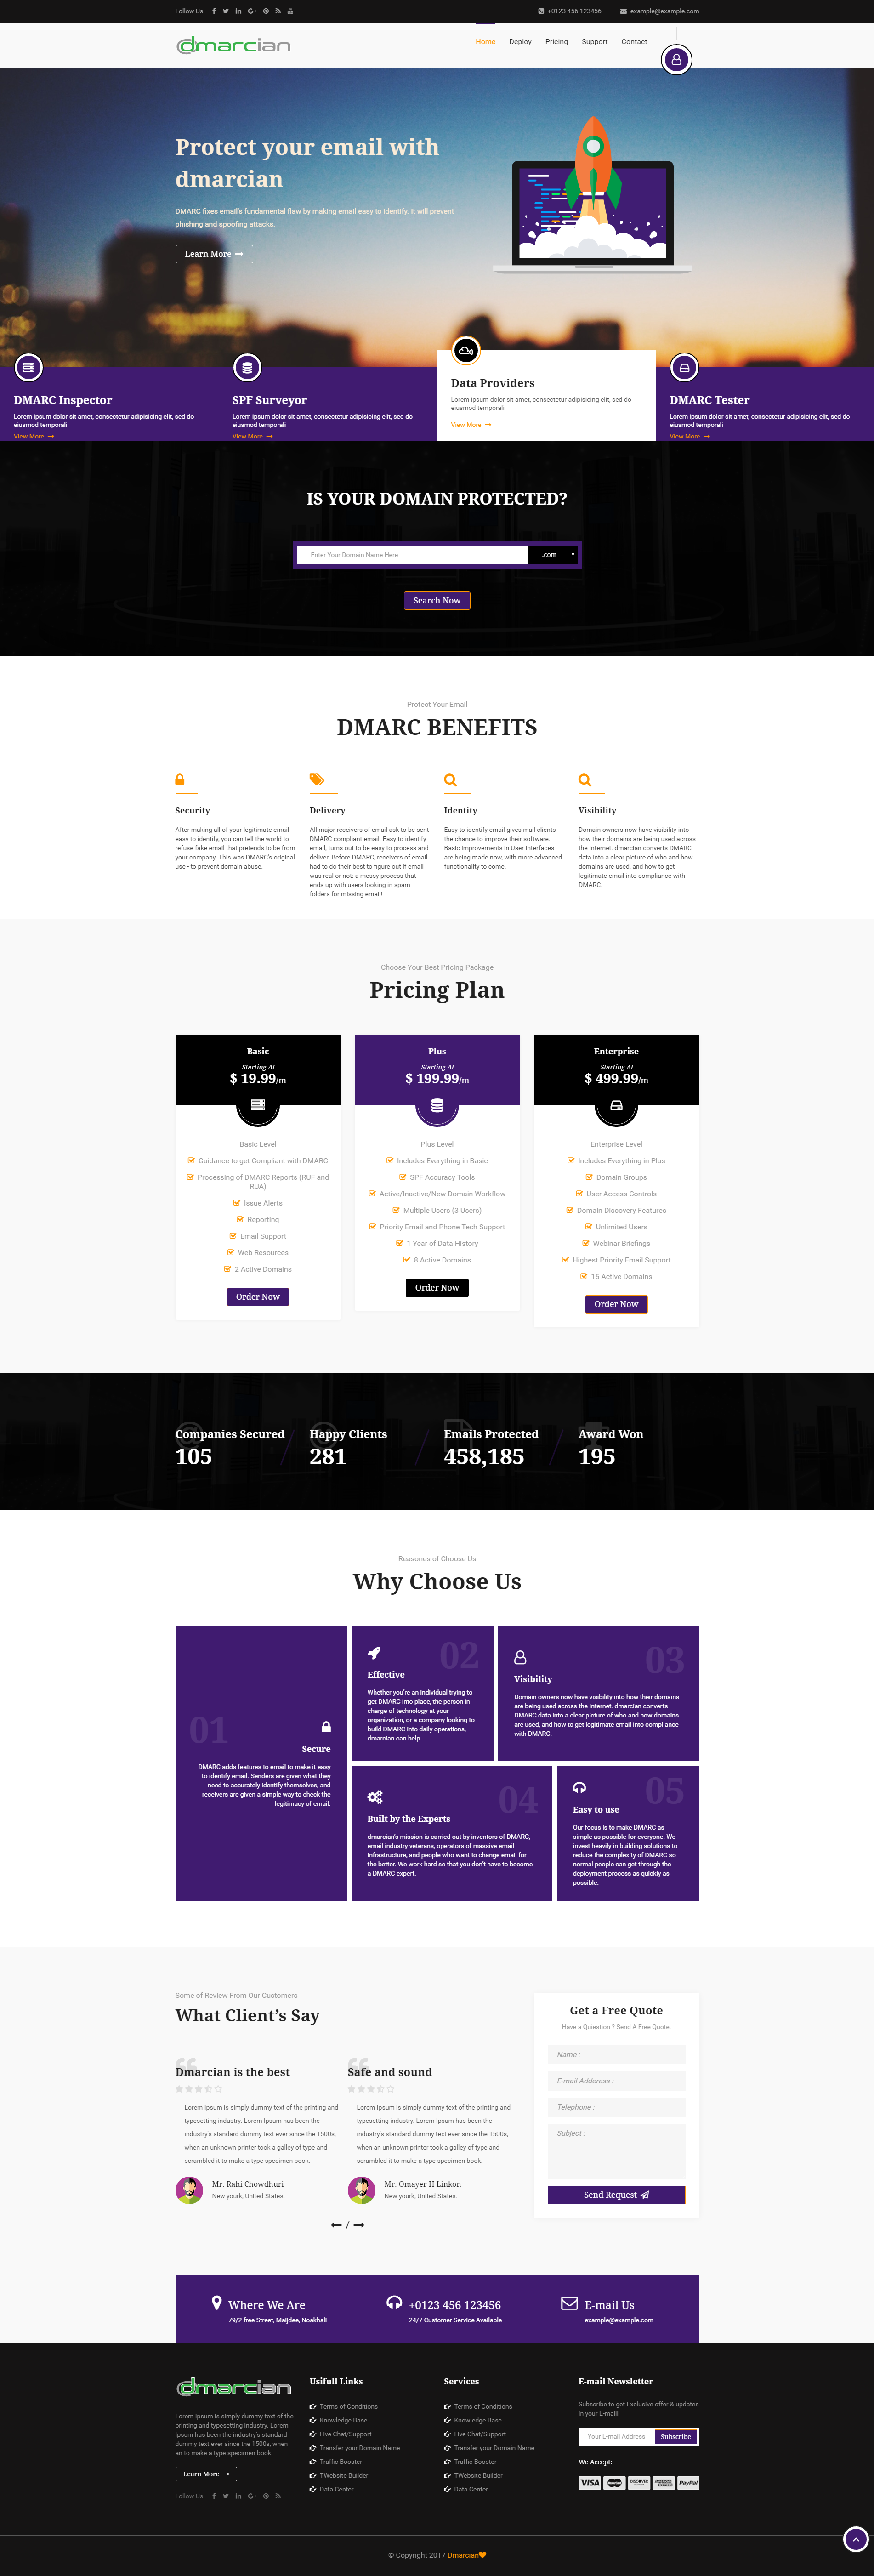 Follow Us
+0123 456 123456
example@example.com
dmarcian
Home
Deploy
Pricing
Support
Contact
Protect your email with
dmarcian
DMARC fixes email's fundamental flaw by making email easy to identify. It will prevent
phishing and spoofing attacks.
Learn More
DMARC Inspector
Lorem ipsum dolor sit amet, consectetur adipisicing elit, sed do
eiusmod temporali
View More
SPF Surveyor
Lorem ipsum dolor sit amet, consectetur adipisicing elit, sed do
eiusmod temporali
View More
Data Providers
Lorem ipsum dolor sit amet, consectetur adipisicing elit, sed do
eiusmod temporali
View More
DMARC Tester
Lorem ipsum dolor sit amet, consectetur adipisicing elit, sed do
eiusmod temporali
View More
IS YOUR DOMAIN PROTECTED?
Enter Your Domain Name Here
.com
Search Now
Protect Your Email
DMARC BENEFITS
Security
After making all of your legitimate email
easy to identify, you can tell the world to
refuse fake email that pretends to be from
your company. This was DMARC's original
use-- to prevent domain abuse.
Delivery
All major receivers of email ask to be sent
DMARC compliant email. Easy to identify
email, turns out to be easy to process and
deliver. Before DMARC, receivers of email
had to do their best to figure out if email
was real or not: a messy process that
ends up with users looking in spam
folders for missing email!
Identity
Easy to identify email gives mail clients
the chance to improve their software.
Basic improvements in User Interfaces
are being made now, with more advanced
functionality to come.
Visibility
Domain owners now have visibility into
how their domains are being used across
the Internet. dmarcian converts DMARC
data into a clear picture of who and how
domains are used, and how to get
legitimate email into compliance with
DMARC.
Choose Your Best Pricing Package
Pricing Plan
Basic
Starting At
$ 19.99/m
Basic Level
Guidance to get Compliant with DMARC
Processing of DMARC Reports (RUF and
RUA)
Issue Alerts
Reporting
Email Support
Web Resources
2 Active Domains
Order Now
Plus
Starting At
$ 199.99/m
Plus Level
Includes Everything in Basic
SPF Accuracy Tools
Active/Inactive/New Domain Workflow
Multiple Users (3 Users)
Priority Email and Phone Tech Support
1 Year of Data History
8 Active Domains
Order Now
Enterprise
Starting At
$ 499.99/m
Enterprise Level
Includes Everything in Plus
Domain Groups
User Access Controls
Domain Discovery Features
Unlimited Users
Webinar Briefings
Highest Priority Email Support
15 Active Domains
Order Now
Companies Secured
105
Happy Clients
281
Emails Protected
458,185
Award Won
195
Reasones of Choose Us
Why Choose Us
01
Secure
DMARC adds features to email to make it easy
to identify email. Senders are given what they
need to accurately identify themselves, and
receivers are given a simple way to check the
legitimacy of email.
02
Effective
Whether you're an individual trying to
get DMARC into place, the person in
charge of technology at your
organization, or a company looking to
build DMARC into daily operations,
dmarcian can help.
03
Visibility
Domain owners now have visibility into how their domains
are being used across the Internet. dmarcian converts
DMARC data into a clear picture of who and how domains
are used, and how to get legitimate email into compliance
with DMARC.
04
Built by the Experts
dmarcian's mission is carried out by inventors of DMARC,
email industry veterans, operators of massive email
infrastructure, and people who want to change email for
the better. We work hard so that you don't have to become
a DMARC expert.
05
Easy to use
Our focus is to make DMARC as
simple as possible for everyone. We
invest heavily in building solutions to
reduce the complexity of DMARC so
normal people can get through the
deployment process as quickly as
possible.
Some of Review From Our Customers
What Client's Say
Dmarcian is the best
Lorem Ipsum is simply dummy text of the printing and
typesetting industry. Lorem Ipsum has been the
industry's standard dummy text ever since the 1500s,
when an unknown printer took a galley of type and
scrambled it to make a type specimen book.
Mr. Rahi Chowdhuri
New yourk, United States.
Safe and sound
Lorem Ipsum is simply dummy text of the printing and
typesetting industry. Lorem Ipsum has been the
industry's standard dummy text ever since the 1500s,
when an unknown printer took a galley of type and
scrambled it to make a type specimen book.
Mr. Omayer H Linkon
New yourk, United States.
/
Get a Free Quote
Have a Quiestion ? Send A Free Quote.
Name :
E-mail Adderess :
Telephone :
Subject :
Send Request
Where We Are
79/2 free Street, Maijdee, Noakhali
+0123 456 123456
24/7 Customer Service Available
E-mail Us
example@example.com
dmarcian
Lorem Ipsum is simply dummy text of the
printing and typesetting industry. Lorem
Ipsum has been the industry's standard
dummy text ever since the 1500s, when
an to make a type specimen book.
Learn More
Follow Us
Usifull Links
Terms of Conditions
Knowledge Base
Live Chat/Support
Transfer your Domain Name
Traffic Booster
TWebsite Builder
Data Center
Services
Terms of Conditions
Knowledge Base
Live Chat/Support
Transfer your Domain Name
Traffic Booster
TWebsite Builder
Data Center
E-mail Newsletter
Subscribe to get Exclusive offer & updates
in your E-maill
Your E-mail Address
Subscribe
We Accept:
VISA
DISCOVER
PayPal
© Copyright 2017 Dmarcian